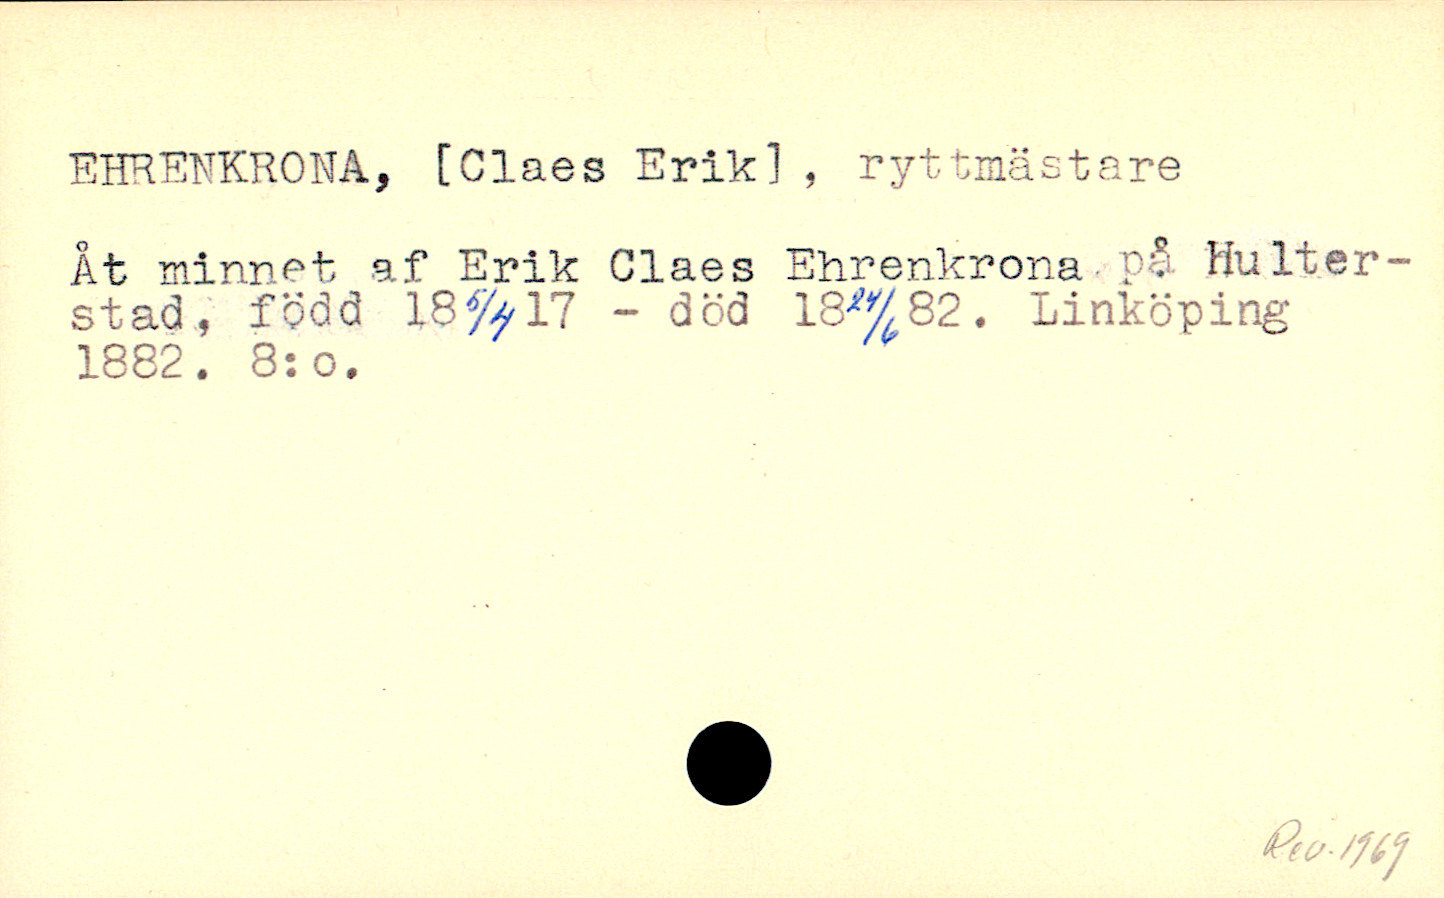 EHRENKRONA, [Claes Erik], ryttmästare
Åt minnet af Erik Claes Ehrenkrona på Hulter-
stad, född 18 5/4 17 - död 18 24/6 82. Linköping
1882. 8:o.
Rev. 1969